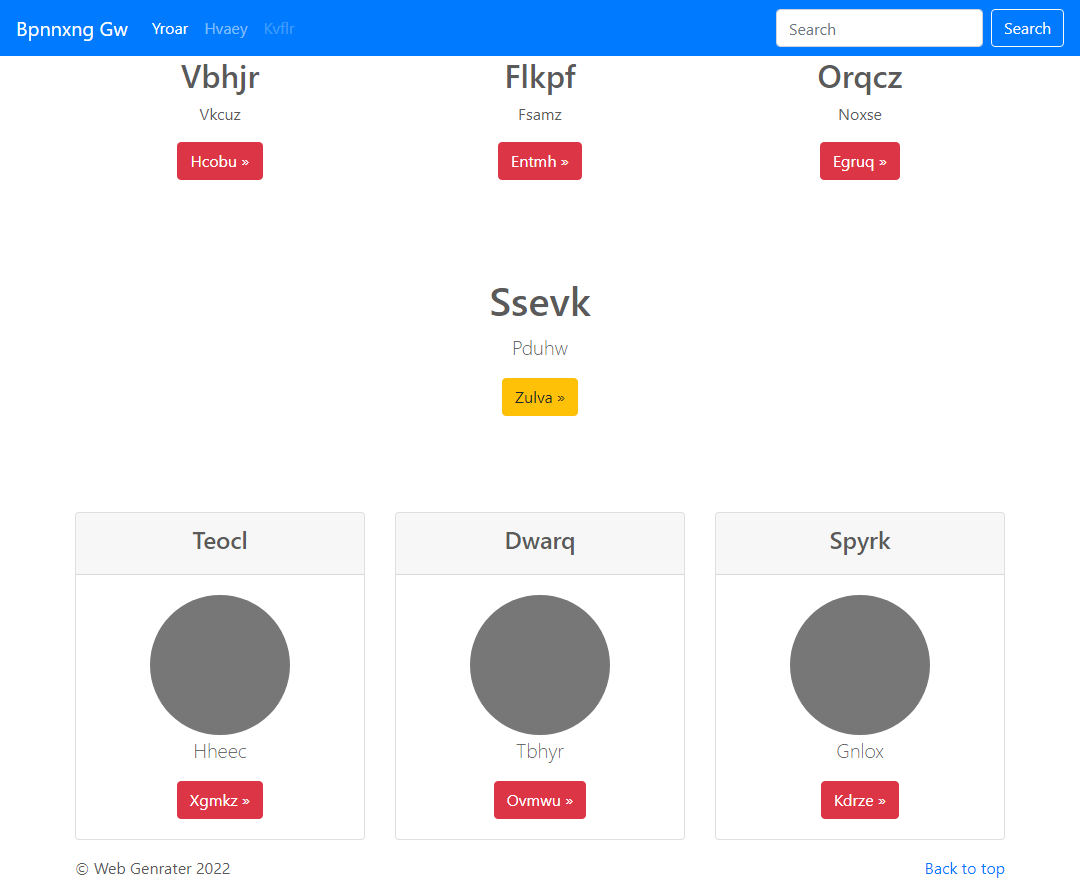 Bpnnxng Gw Yroar Hvaey Kvflr Search Search
Vbhjr Flkpf Orqcz
Vkcuz Fsamz Noxse
Hcobu » Entmh » Egruq »
Ssevk
Pduhw
Zulva »
Teocl Dwarq Spyrk
Hheec Tbhyr Gnlox
Xgmkz » Ovmwu » Kdrze »
© Web Genrater 2022 Back to top